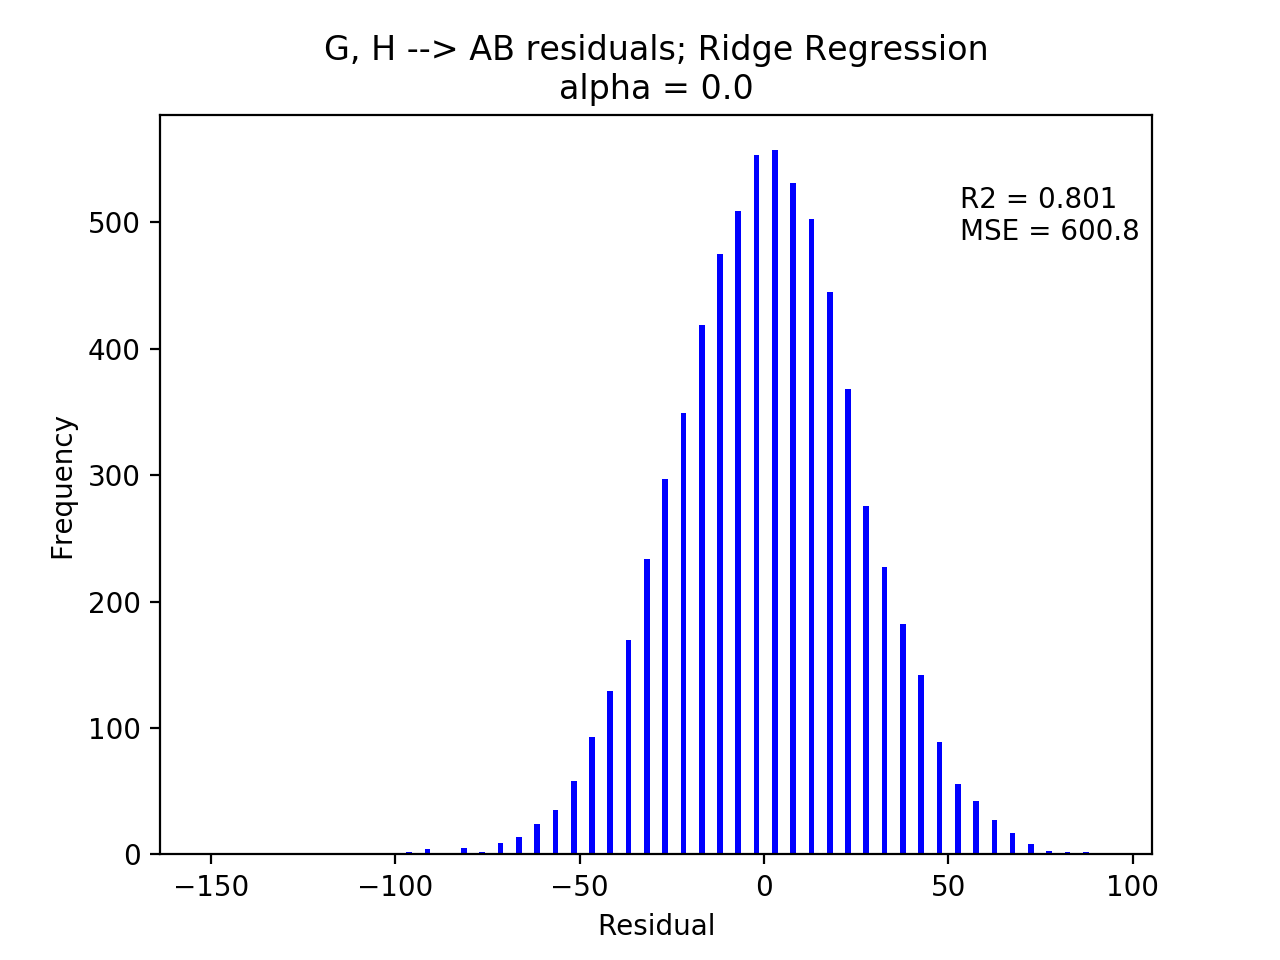 G, H --> AB residuals; Ridge Regression
alpha = 0.0
R2 = 0.801
MSE = 600.8
Frequency
500
400
300
200
100
0
−150
−100
−50
0
50
100
Residual